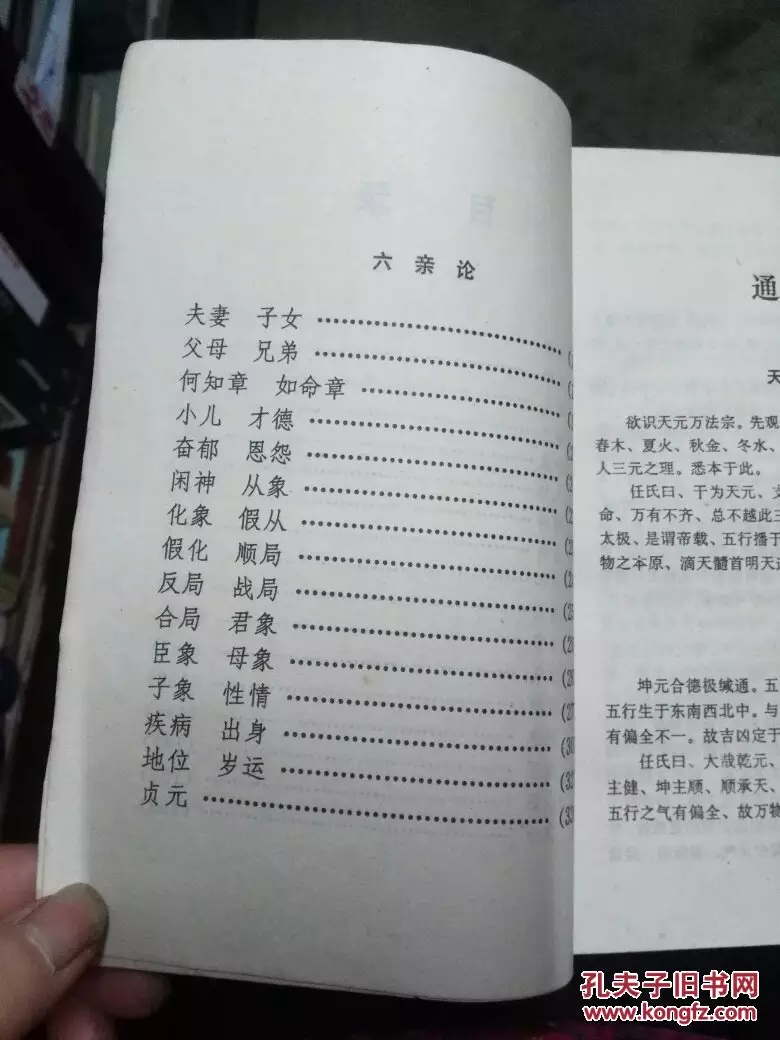 目录
六亲论
夫妻 子女
父母 兄弟
何知章 如命章
小儿 才德
奋郁 恩怨
闲神 从象
化象 假从
假化 顺局
反局 战局
合局 君象
臣象 母象
子象 性情
疾病 出身
地位 岁运
贞元
通
天
欲识天元万法宗。先观
春木、夏火、秋金、冬水、
人三元之理。悉本于此。
任氏曰、干为天元、支
命、万有不齐、总不越此三
太极、是谓帝载、五行播于
物之本原、滴天髓首明天道
坤元合德极缄通。五
五行生于东南西北中。与
有偏全不一。故吉凶定于
任氏曰、大哉乾元、
主健、坤主顺、顺承天、
五行之气有偏全、故万物
孔夫子旧书网
www.kongfz.com